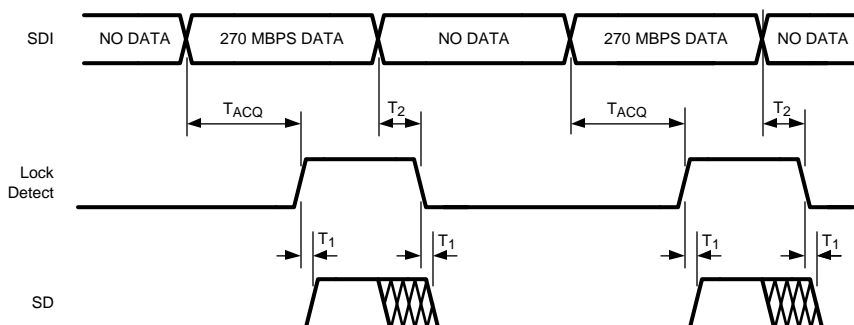 SDI
NO DATA 270 MBPS DATA NO DATA 270 MBPS DATA NO DATA
TACQ T2 TACQ T2
Lock
Detect
T1 T1 T1 T1
SD